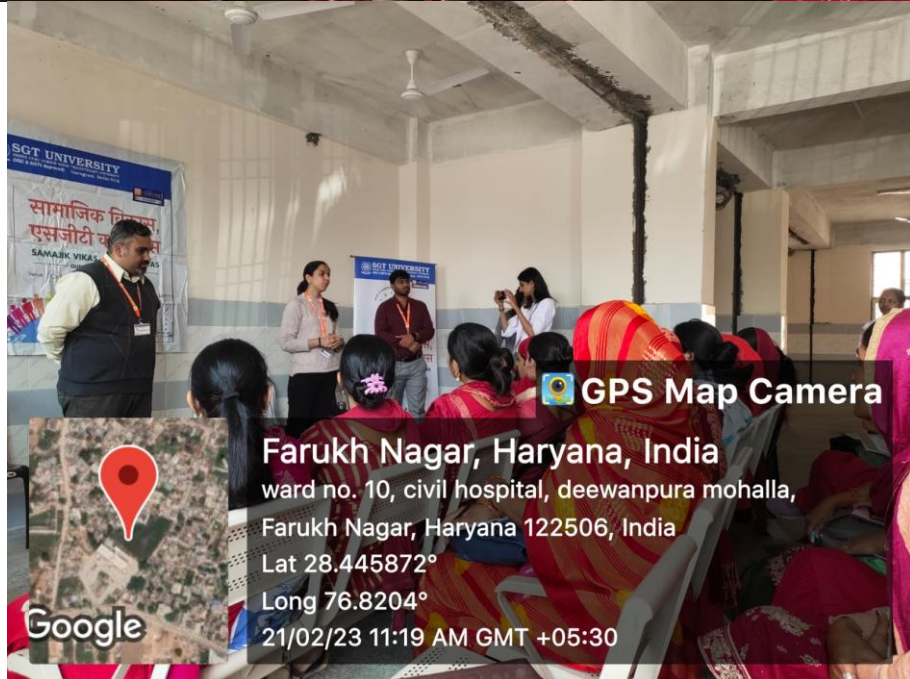 SGT UNIVERSITY
सामाजिक
एसजीटी
SAMAJIK VIKAS
SGT UNIVERSITY
GPS Map Camera
Farukh Nagar, Haryana, India
ward no. 10, civil hospital, deewanpura mohalla,
Farukh Nagar, Haryana 122506, India
Lat 28.445872°
Long 76.8204°
21/02/23 11:19 AM GMT +05:30
Google